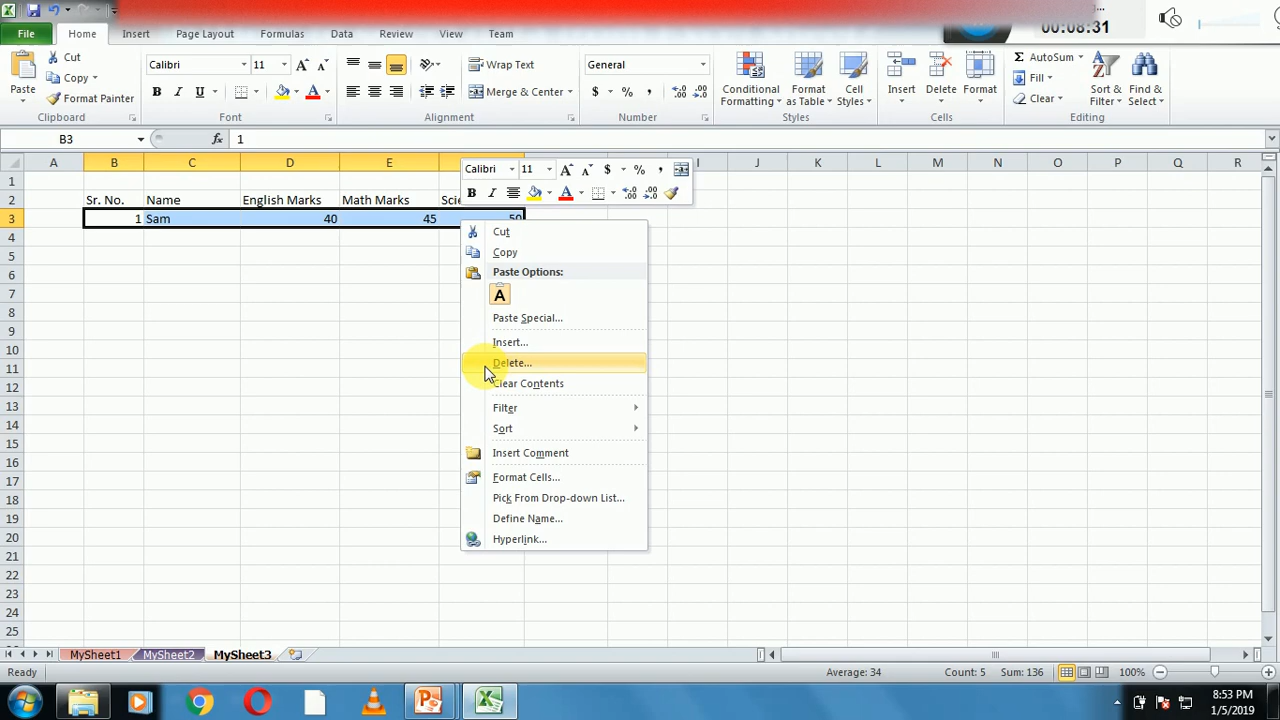 00:08:31
File Home Insert Page Layout Formulas Data Review View Team
Cut
Copy
Format Painter
Paste
Clipboard
Calibri 11
B I U
Font
Wrap Text
Merge & Center
Alignment
General
$ % ,
Number
Conditional Formatting
Format as Table
Cell Styles
Styles
Insert Delete Format
Cells
AutoSum
Fill
Clear
Sort & Filter
Find & Select
Editing
B3 fx 1
A B C D E I J K L M N O P Q R
Calibri 11 $ % ,
B I A
1
2 Sr. No. Name English Marks Math Marks Scie
3 1 Sam 40 45 50
4
5
6
7
8
9
10
11
12
13
14
15
16
17
18
19
20
21
22
23
24
25
Cut
Copy
Paste Options:
A
Paste Special...
Insert...
Delete...
Clear Contents
Filter
Sort
Insert Comment
Format Cells...
Pick From Drop-down List...
Define Name...
Hyperlink...
MySheet1 MySheet2 MySheet3
Ready Average: 34 Count: 5 Sum: 136 100%
8:53 PM
1/5/2019